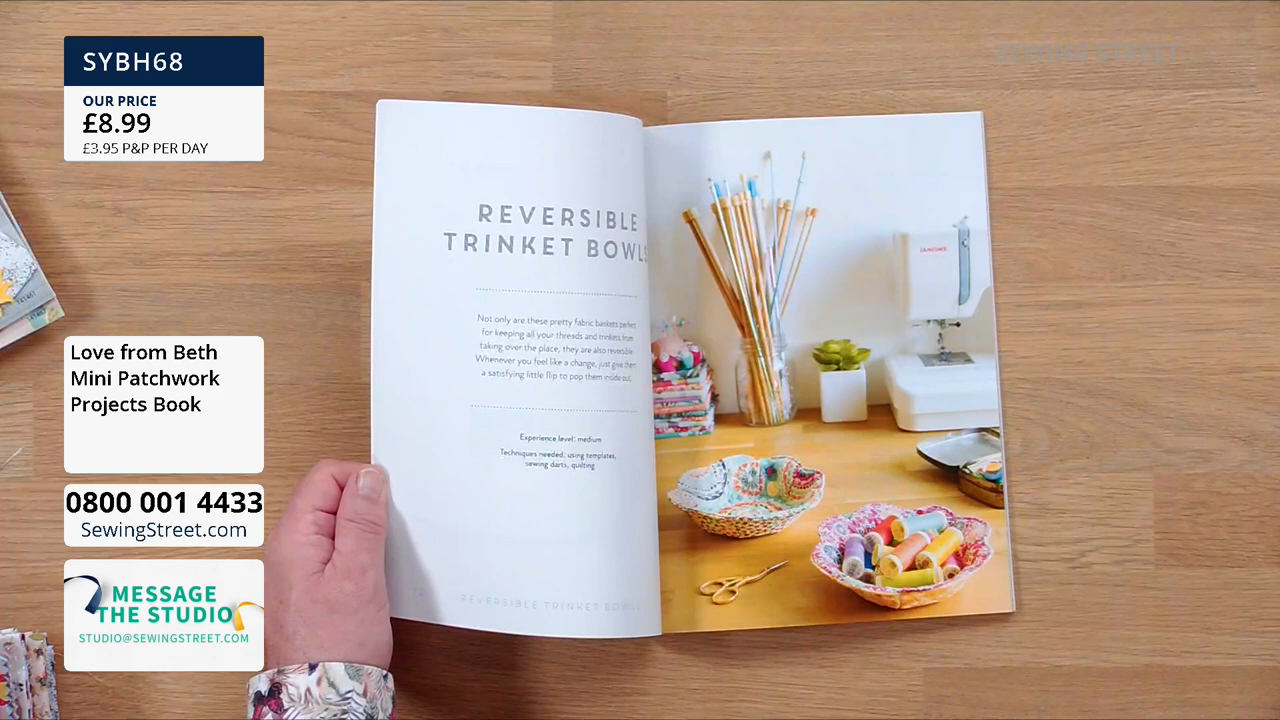 SYBH68
OUR PRICE
£8.99
£3.95 P&P PER DAY
Love from Beth
Mini Patchwork
Projects Book
0800 001 4433
SewingStreet.com
MESSAGE
THE STUDIO
STUDIO@SEWINGSTREET.COM
SEWING STREET
REVERSIBLE
TRINKET BOWLS
Not only are these pretty fabric baskets perfect
for keeping all your threads and trinkets from
taking over the place, they are also reversible.
Whenever you feel like a change, just give them
a satisfying little flip to pop them inside out.
Experience level: medium
Techniques needed: using templates,
sewing darts, quilting
REVERSIBLE TRINKET BOWLS
JANOME